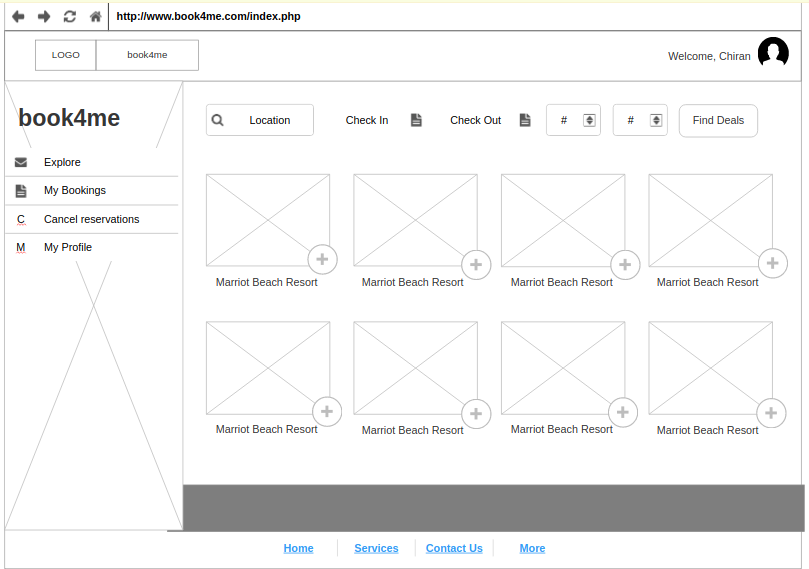 http://www.book4me.com/index.php
LOGO
book4me
Welcome, Chiran
book4me
Explore
My Bookings
C Cancel reservations
M My Profile
Location
Check In
Check Out
#
#
Find Deals
Marriot Beach Resort
Marriot Beach Resort
Marriot Beach Resort
Marriot Beach Resort
Marriot Beach Resort
Marriot Beach Resort
Marriot Beach Resort
Marriot Beach Resort
Home
Services
Contact Us
More